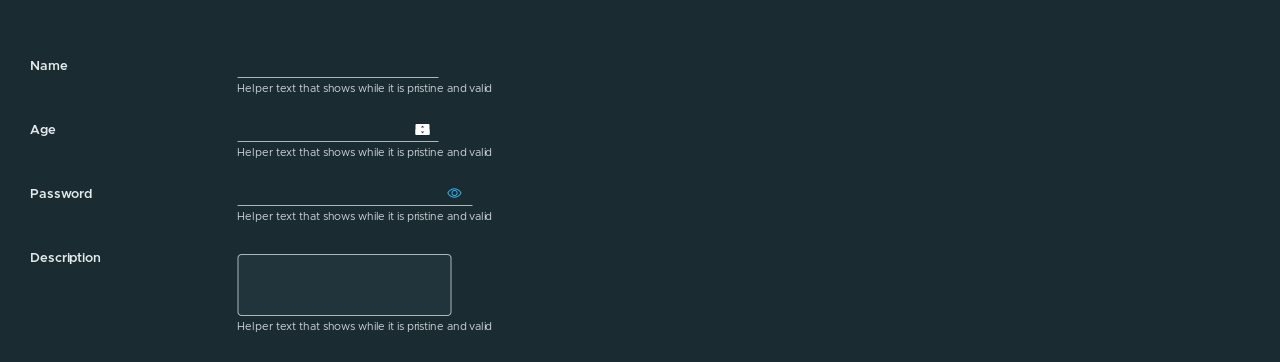 Name
Helper text that shows while it is pristine and valid
Age
Helper text that shows while it is pristine and valid
Password
Helper text that shows while it is pristine and valid
Description
Helper text that shows while it is pristine and valid